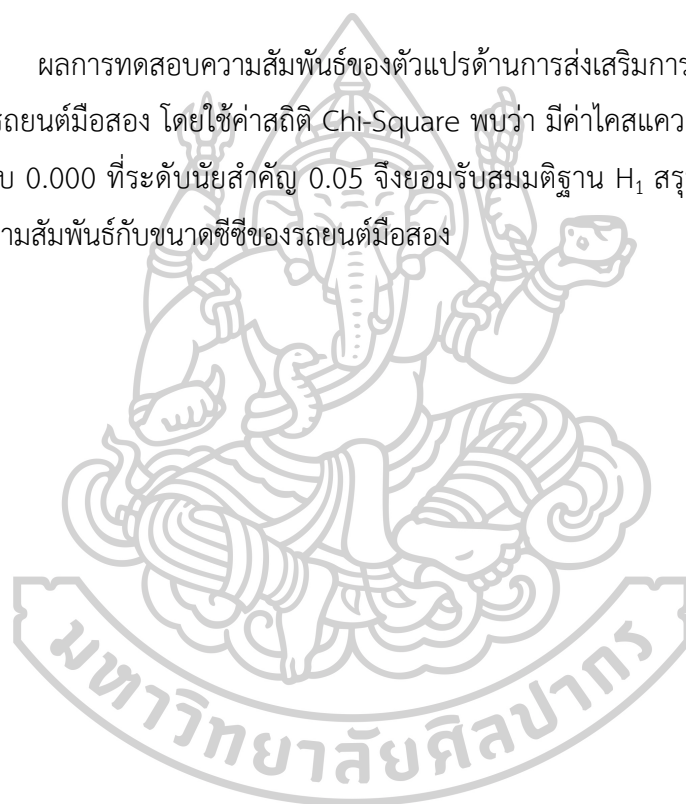 ผลการทดสอบความสัมพันธ์ของตัวแปรด้านการส่งเสริมการ
รถยนต์มือสอง โดยใช้ค่าสถิติ Chi-Square พบว่า มีค่าไคสแคว
0.000 ที่ระดับนัยสำคัญ 0.05 จึงยอมรับสมมติฐาน H₁
ามสัมพันธ์กับขนาดซีซีของรถยนต์มือสอง
มหาวิทยาลัยศิลปากร